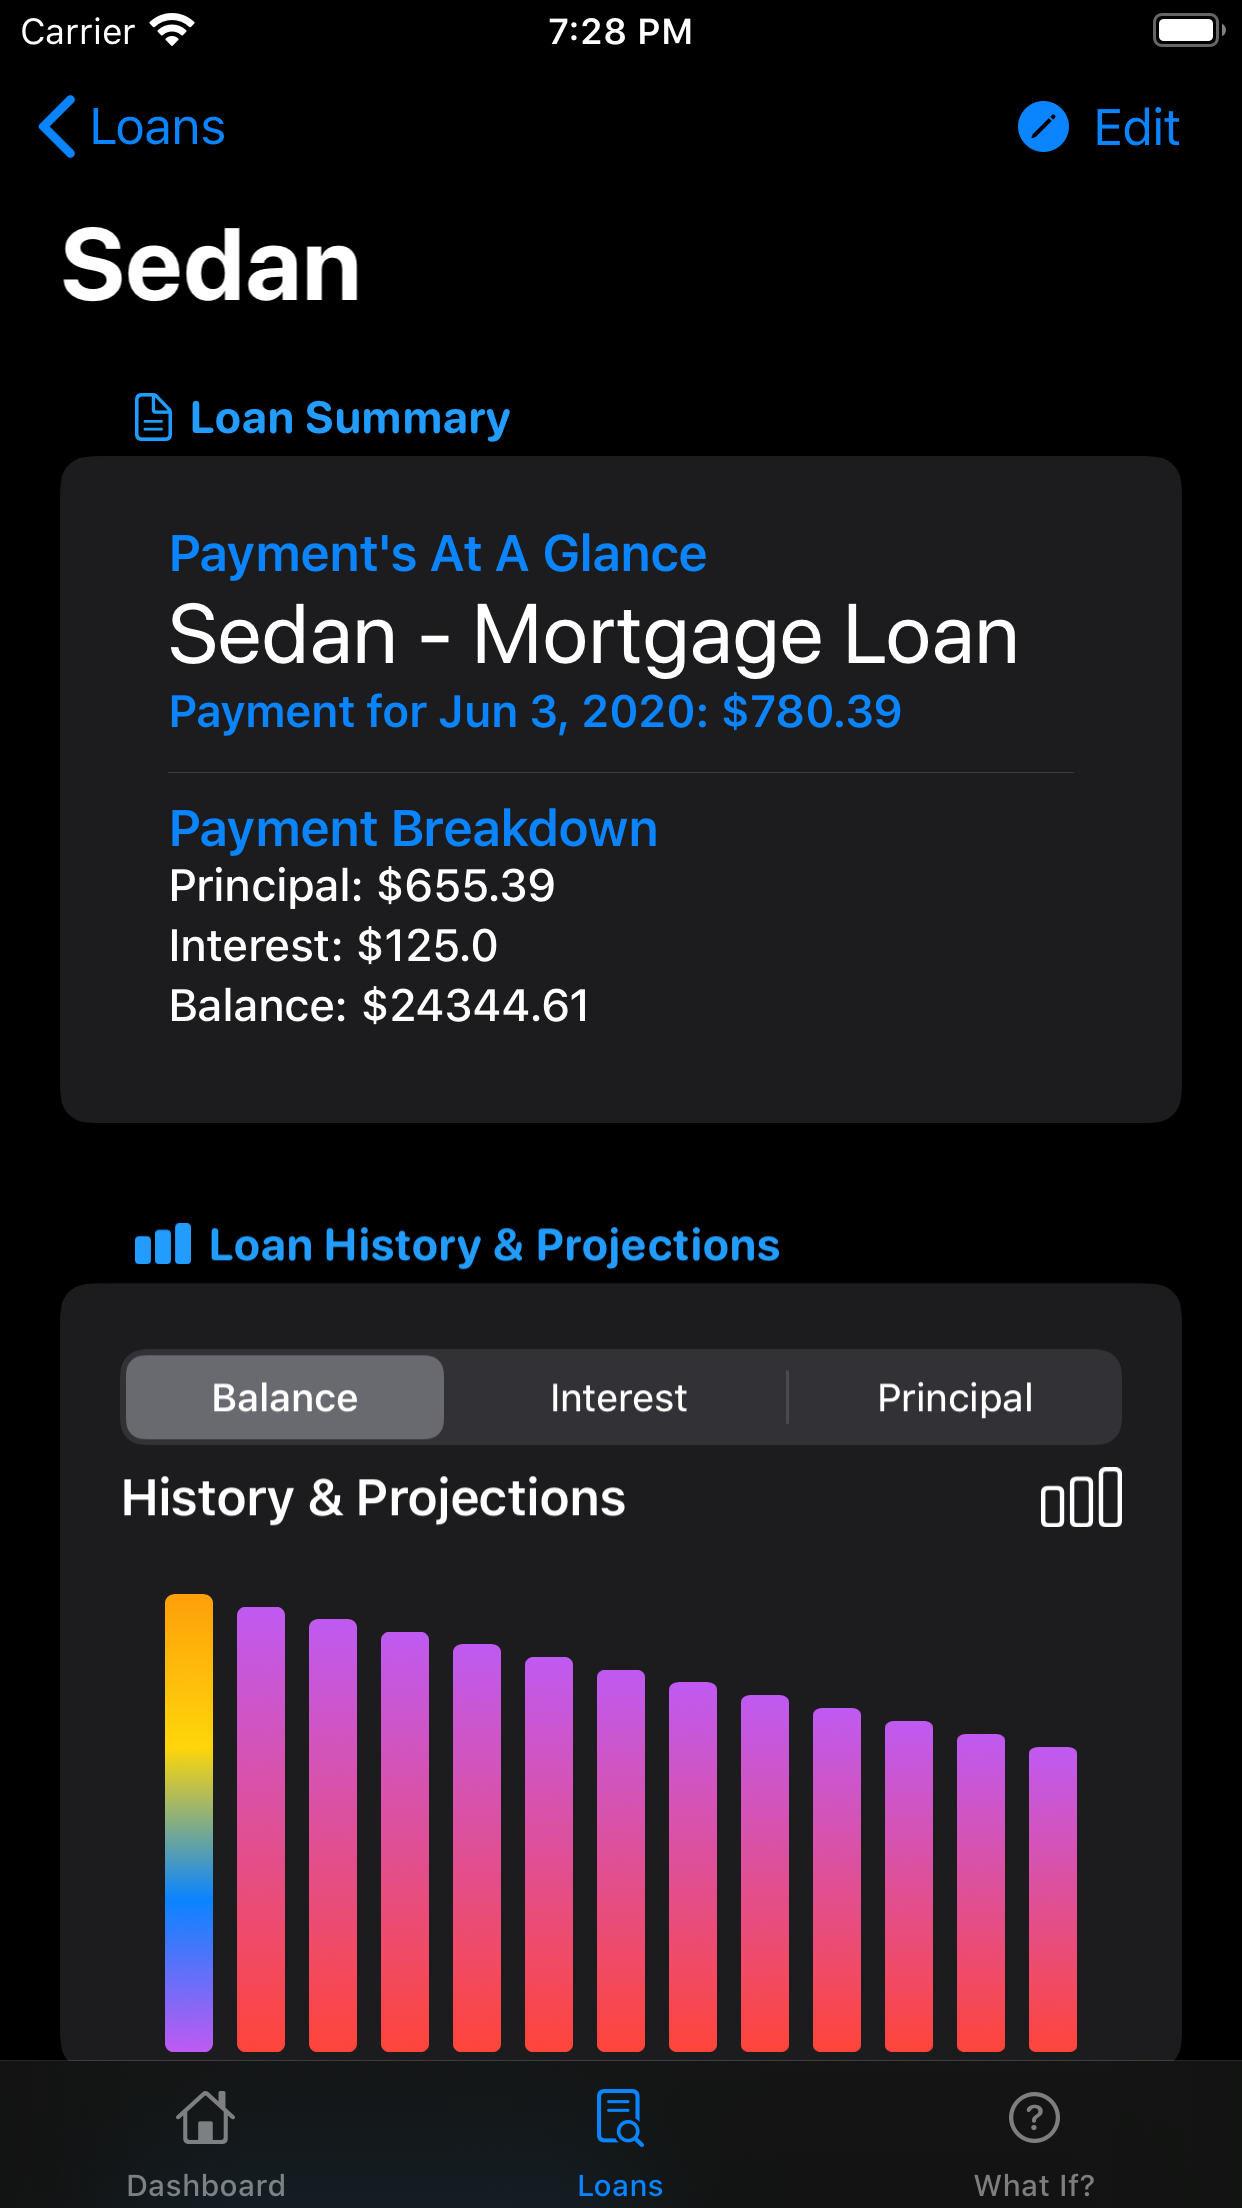 Carrier
7:28 PM
Loans
Edit
Sedan
Loan Summary
Payment's At A Glance
Sedan - Mortgage Loan
Payment for Jun 3, 2020: $780.39
Payment Breakdown
Principal: $655.39
Interest: $125.0
Balance: $24344.61
Loan History & Projections
Balance
Interest
Principal
History & Projections
?
Dashboard
Loans
What If?